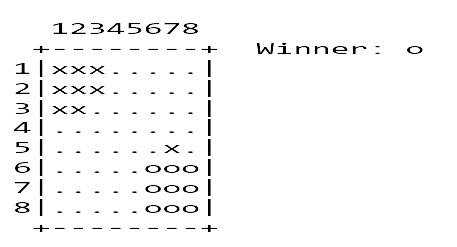 12345678
+--------+ Winner: o
1|xxx.....|
2|xxx.....|
3|xx......|
4|........|
5|......x.|
6|.....ooo|
7|.....ooo|
8|.....ooo|
+--------+